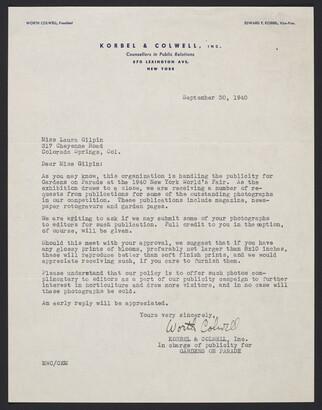 WORTH COLWELL, President
EDWARD F. KORBEL, Vice-Pres.
KORBEL & COLWELL, INC.
Counsellors in Public Relations
270 LEXINGTON AVE.
NEW YORK
September 30, 1940
Miss Laura Gilpin
317 Cheyenne Road
Colorado Springs, Col.
Dear Miss Gilpin:
As you may know, this organization is handling the publicity for
Gardens on Parade at the 1940 New York World's Fair. As the
exhibition draws to a close, we are receiving a number of re-
quests from publications for some of the outstanding photographs
in our competition. These publications include magazines, news-
paper rotogravure and garden pages.
We are writing to ask if we may submit some of your photographs
to editors for such publication. Full credit to you in the caption,
of course, will be given.
Should this meet with your approval, we suggest that if you have
any glossy prints of blooms, preferably not larger than 8x10 inches,
these will reproduce better than soft finish prints, and we would
appreciate receiving such, if you care to furnish them.
Please understand that our policy is to offer such photos com-
plimentary to editors as a part of our publicity campaign to further
interest in horticulture and draw more visitors, and in no case will
these photographs be sold.
An early reply will be appreciated.
Yours very sincerely,
Worth Colwell
KORBEL & COLWELL, Inc.
In charge of publicity for
GARDENS ON PARADE